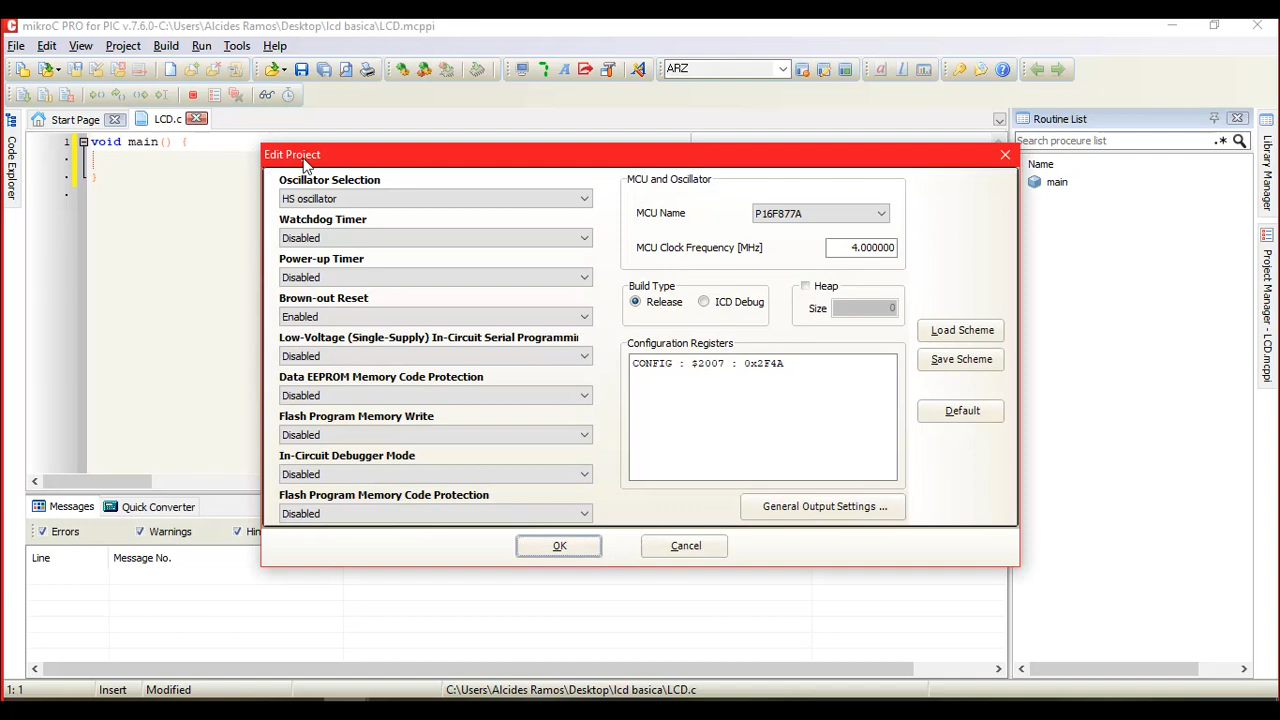 mikroC PRO for PIC v.7.6.0-C:\Users\Alcides Ramos\Desktop\lcd basica\LCD.mcppi
File Edit View Project Build Run Tools Help
ARZ
Start Page LCD.c
Code Explorer
1 void main() {
}
Edit Project
Oscillator Selection
HS oscillator
Watchdog Timer
Disabled
Power-up Timer
Disabled
Brown-out Reset
Enabled
Low-Voltage (Single-Supply) In-Circuit Serial Programmin
Disabled
Data EEPROM Memory Code Protection
Disabled
Flash Program Memory Write
Disabled
In-Circuit Debugger Mode
Disabled
Flash Program Memory Code Protection
Disabled
MCU and Oscillator
MCU Name P16F877A
MCU Clock Frequency [MHz] 4.000000
Build Type
Release ICD Debug
Heap
Size 0
Configuration Registers
CONFIG : $2007 : 0x2F4A
Load Scheme
Save Scheme
Default
General Output Settings ...
OK Cancel
Routine List
Search proceure list
Name
main
Library Manager
Project Manager - LCD.mcppi
Messages Quick Converter
Errors Warnings Hin
Line Message No.
1: 1 Insert Modified C:\Users\Alcides Ramos\Desktop\lcd basica\LCD.c